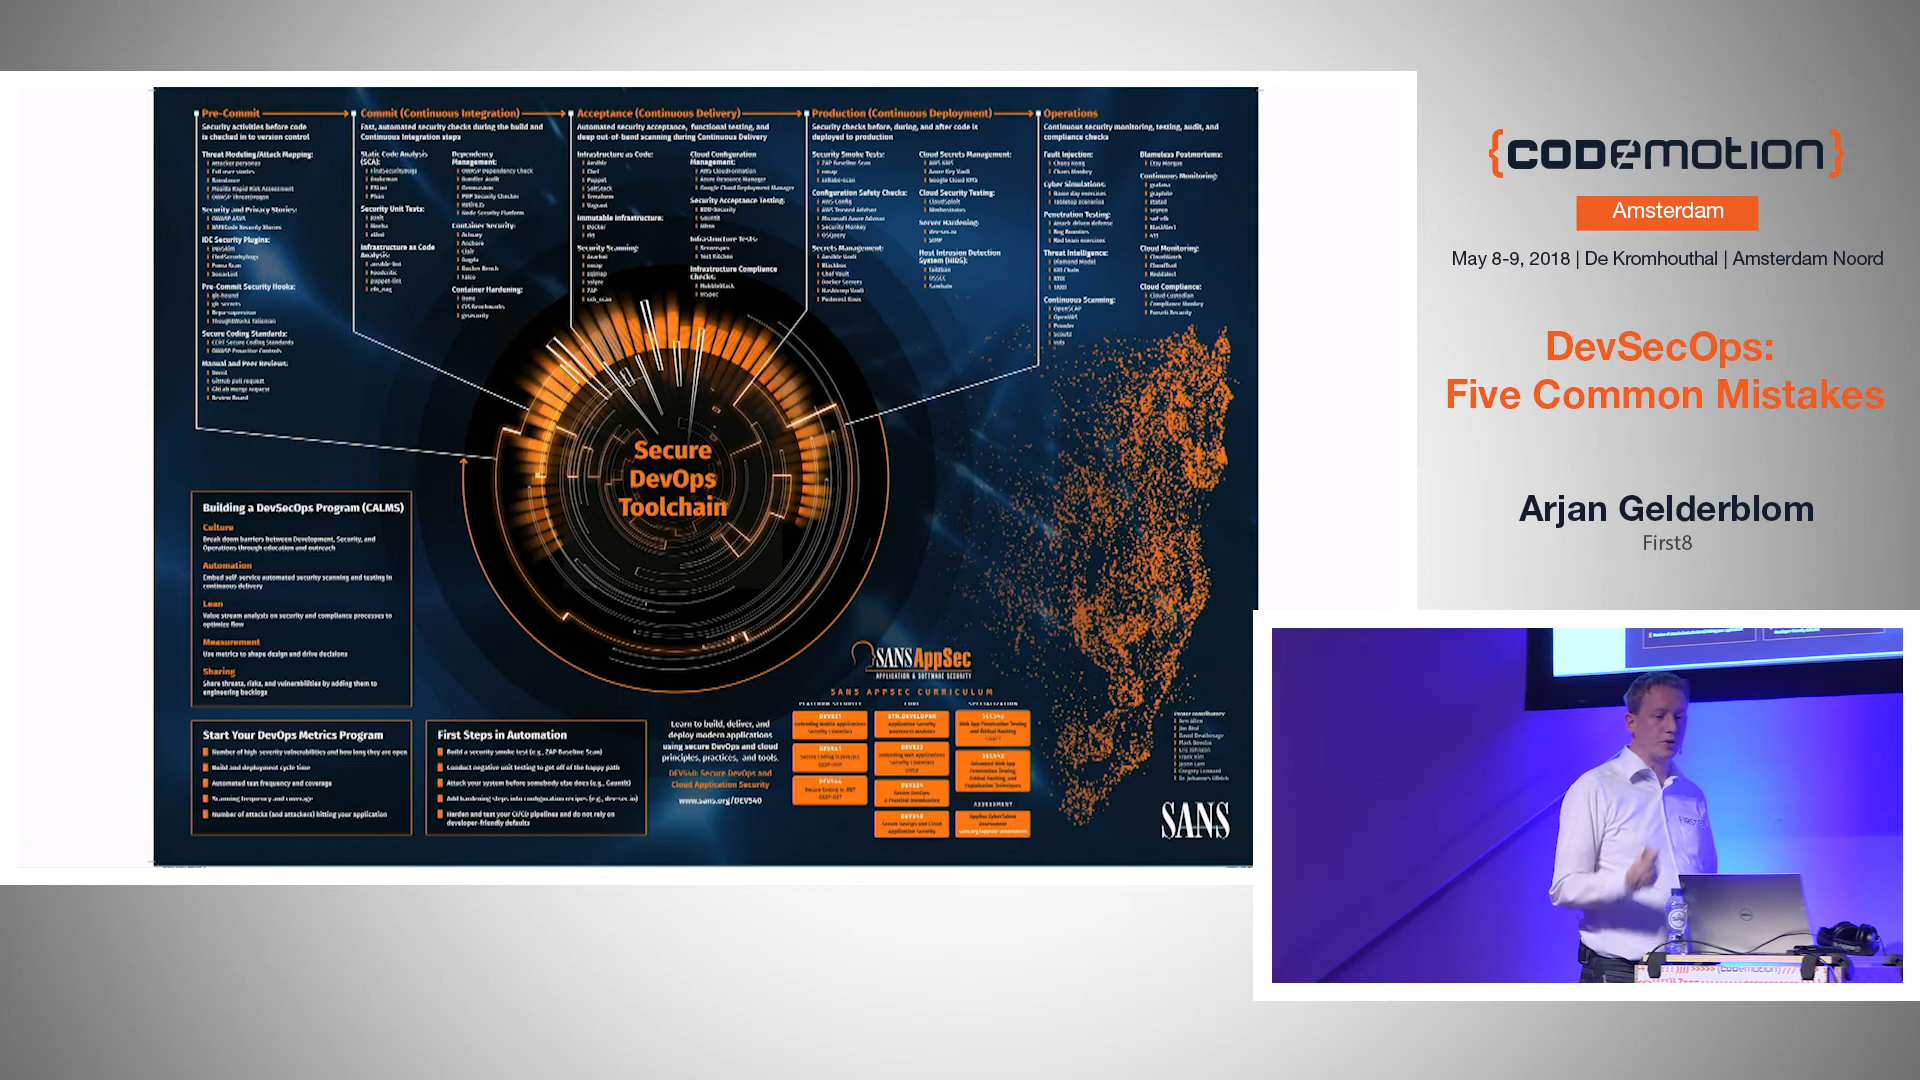 Pre-Commit
Security activities before code
is checked in to version control
Threat Modeling/Attack Mapping:
Attacker personas
Evil user stories
Raindance
Mozilla Rapid Risk Assessment
OWASP ThreatDragon
Security and Privacy Stories:
OWASP ASVS
SAFECode Security Stories
IDE Security Plugins:
DevSkim
FindSecurityBugs
Puma Scan
SonarLint
Pre-Commit Security Hooks:
git-hound
git-secrets
Repo-supervisor
ThoughtWorks Talisman
Secure Coding Standards:
CERT Secure Coding Standards
OWASP Proactive Controls
Manual and Peer Reviews:
Gerrit
GitHub pull request
GitLab merge request
Review Board
Commit (Continuous Integration)
Fast, automated security checks during the build and
Continuous Integration steps
Static Code Analysis
(SCA):
FindSecurityBugs
Brakeman
ESLint
Phan
Security Unit Tests:
JUnit
Mocha
xUnit
Infrastructure as Code
Analysis:
ansible-lint
Foodcritic
puppet-lint
cfn_nag
Dependency
Management:
OWASP Dependency Check
Bundler Audit
Gemnasium
PHP Security Checker
Retire.JS
Node Security Platform
Container Security:
Actuary
Anchore
Clair
Dagda
Docker Bench
Falco
Container Hardening:
Bane
CIS Benchmarks
grsecurity
Acceptance (Continuous Delivery)
Automated security acceptance, functional testing, and
deep out-of-band scanning during Continuous Delivery
Infrastructure as Code:
Ansible
Chef
Puppet
SaltStack
Terraform
Vagrant
Immutable Infrastructure:
Docker
rkt
Security Scanning:
Arachni
nmap
sqlmap
sslyze
ZAP
ssh_scan
Cloud Configuration
Management:
AWS CloudFormation
Azure Resource Manager
Google Cloud Deployment Manager
Security Acceptance Testing:
BDD-Security
Gauntlt
Mittn
Infrastructure Tests:
Serverspec
Test Kitchen
Infrastructure Compliance
Checks:
HubbleStack
InSpec
Production (Continuous Deployment)
Security checks before, during, and after code is
deployed to production
Security Smoke Tests:
ZAP Baseline Scan
nmap
ssllabs-scan
Configuration Safety Checks:
AWS Config
AWS Trusted Advisor
Microsoft Azure Advisor
Security Monkey
OSQuery
Secrets Management:
Ansible Vault
Blackbox
Chef Vault
Docker Secrets
Hashicorp Vault
Pinterest Knox
Cloud Secrets Management:
AWS KMS
Azure Key Vault
Google Cloud KMS
Cloud Security Testing:
CloudSploit
Nimbostratus
Server Hardening:
dev-sec.io
SIMP
Host Intrusion Detection
System (HIDS):
fail2ban
OSSEC
Samhain
Operations
Continuous security monitoring, testing, audit, and
compliance checks
Fault Injection:
Chaos Kong
Chaos Monkey
Cyber Simulations:
Game day exercises
Tabletop scenarios
Penetration Testing:
Attack-driven defense
Bug Bounties
Red team exercises
Threat Intelligence:
Diamond Model
Kill Chain
STIX
TAXII
Continuous Scanning:
OpenSCAP
OpenVAS
Prowler
Scout2
vuls
Blameless Postmortems:
Etsy Morgue
Continuous Monitoring:
grafana
graphite
statsd
seyren
sof-elk
ElastAlert
411
Cloud Monitoring:
CloudWatch
CloudTrail
Reddalert
Cloud Compliance:
Cloud Custodian
Compliance Monkey
Forseti Security
Secure
DevOps
Toolchain
Building a DevSecOps Program (CALMS)
Culture
Break down barriers between Development, Security, and
Operations through education and outreach
Automation
Embed self-service automated security scanning and testing in
continuous delivery
Lean
Value stream analysis on security and compliance processes to
optimize flow
Measurement
Use metrics to shape design and drive decisions
Sharing
Share threats, risks, and vulnerabilities by adding them to
engineering backlogs
Start Your DevOps Metrics Program
Number of high-severity vulnerabilities and how long they are open
Build and deployment cycle time
Automated test frequency and coverage
Scanning frequency and coverage
Number of attacks (and attackers) hitting your application
First Steps in Automation
Build a security smoke test (e.g., ZAP Baseline Scan)
Conduct negative unit testing to get off of the happy path
Attack your system before somebody else does (e.g., Gauntlt)
Add hardening steps into configuration recipes (e.g., dev-sec.io)
Harden and test your CI/CD pipelines and do not rely on
developer-friendly defaults
Learn to build, deliver, and
deploy modern applications
using secure DevOps and cloud
principles, practices, and tools.
DEV540: Secure DevOps and
Cloud Application Security
www.sans.org/DEV540
SANS AppSec
APPLICATION & SOFTWARE SECURITY
SANS APPSEC CURRICULUM
CORE
SPECIALIZATION
STH.DEVELOPER
SEC542
ASSESSMENT
SANS
{CODEMOTION}
Amsterdam
May 8-9, 2018 | De Kromhouthal | Amsterdam Noord
DevSecOps:
Five Common Mistakes
Arjan Gelderblom
First8